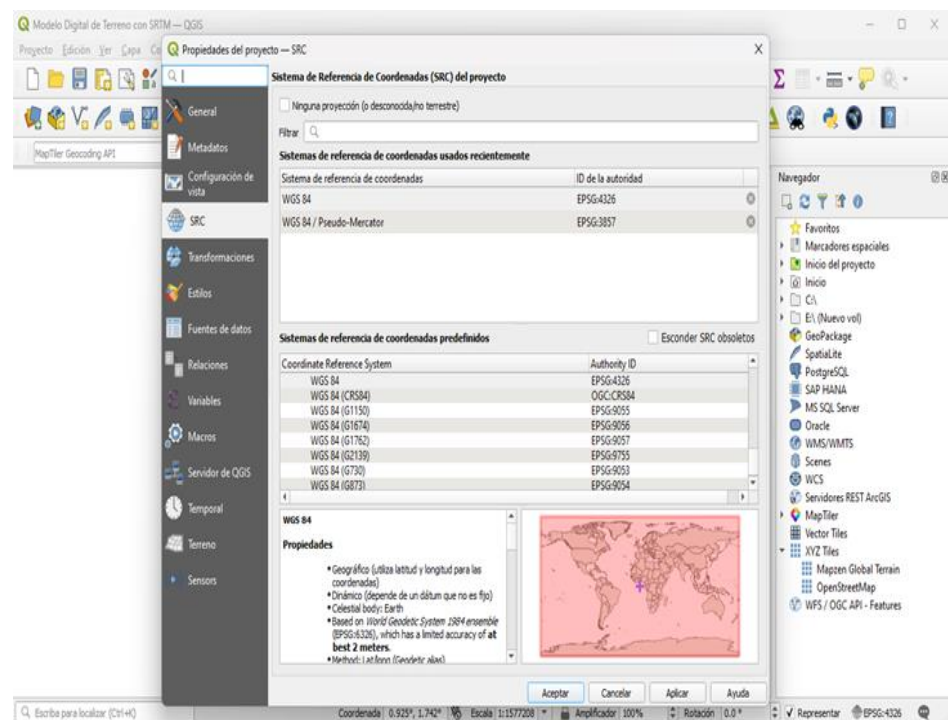 Modelo Digital de Terreno con SRTM — QGIS
Proyecto Edición Ver Capa
Propiedades del proyecto — SRC
MapTiler Geocoding API
General
Metadatos
Configuración de
vista
SRC
Transformaciones
Estilos
Fuentes de datos
Relaciones
Variables
Macros
Servidor de QGIS
Temporal
Terreno
Sensors
Sistema de Referencia de Coordenadas (SRC) del proyecto
Ninguna proyección (o desconocida/no terrestre)
Filtrar
Sistemas de referencia de coordenadas usados recientemente
Sistema de referencia de coordenadas ID de la autoridad
WGS 84 EPSG:4326
WGS 84 / Pseudo-Mercator EPSG:3857
Sistemas de referencia de coordenadas predefinidos Esconder SRC obsoletos
Coordinate Reference System Authority ID
WGS 84 EPSG:4326
WGS 84 (CRS84) OGC:CRS84
WGS 84 (G1150) EPSG:9055
WGS 84 (G1674) EPSG:9056
WGS 84 (G1762) EPSG:9057
WGS 84 (G2139) EPSG:9755
WGS 84 (G730) EPSG:9053
WGS 84 (G873) EPSG:9054
WGS 84
Propiedades
• Geográfico (utiliza latitud y longitud para las
coordenadas)
• Dinámico (depende de un dátum que no es fijo)
• Celestial body: Earth
• Based on World Geodetic System 1984 ensemble
(EPSG:6326), which has a limited accuracy of at
best 2 meters.
• Method: Lat/long (Geodetic alias)
Aceptar Cancelar Aplicar Ayuda
Navegador
Favoritos
Marcadores espaciales
Inicio del proyecto
Inicio
C:\
E:\ (Nuevo vol)
GeoPackage
SpatiaLite
PostgreSQL
SAP HANA
MS SQL Server
Oracle
WMS/WMTS
Scenes
WCS
Servidores REST ArcGIS
MapTiler
Vector Tiles
XYZ Tiles
Mapzen Global Terrain
OpenStreetMap
WFS / OGC API - Features
Escriba para localizar (Ctrl+K) Coordenada 0.925°, 1.742° Escala 1:1577208 Amplificador 100% Rotación 0.0 ° Representar EPSG:4326